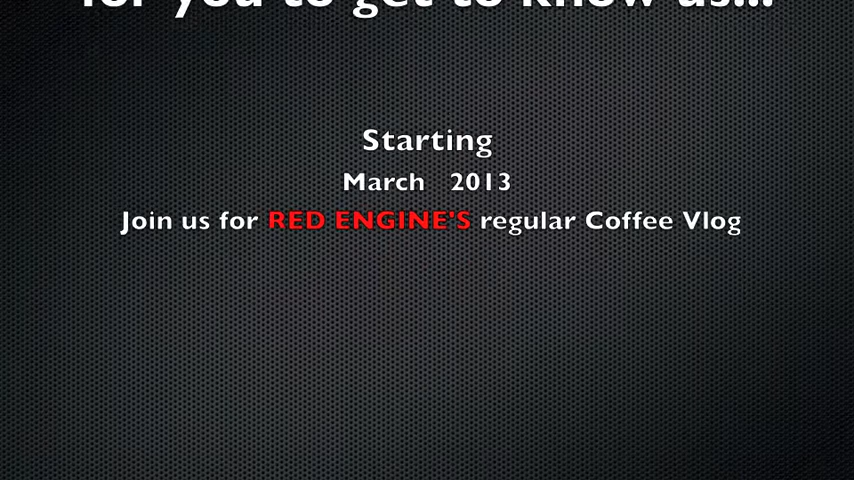 for you to get to know us...
Starting
March 2013
Join us for RED ENGINE'S regular Coffee Vlog